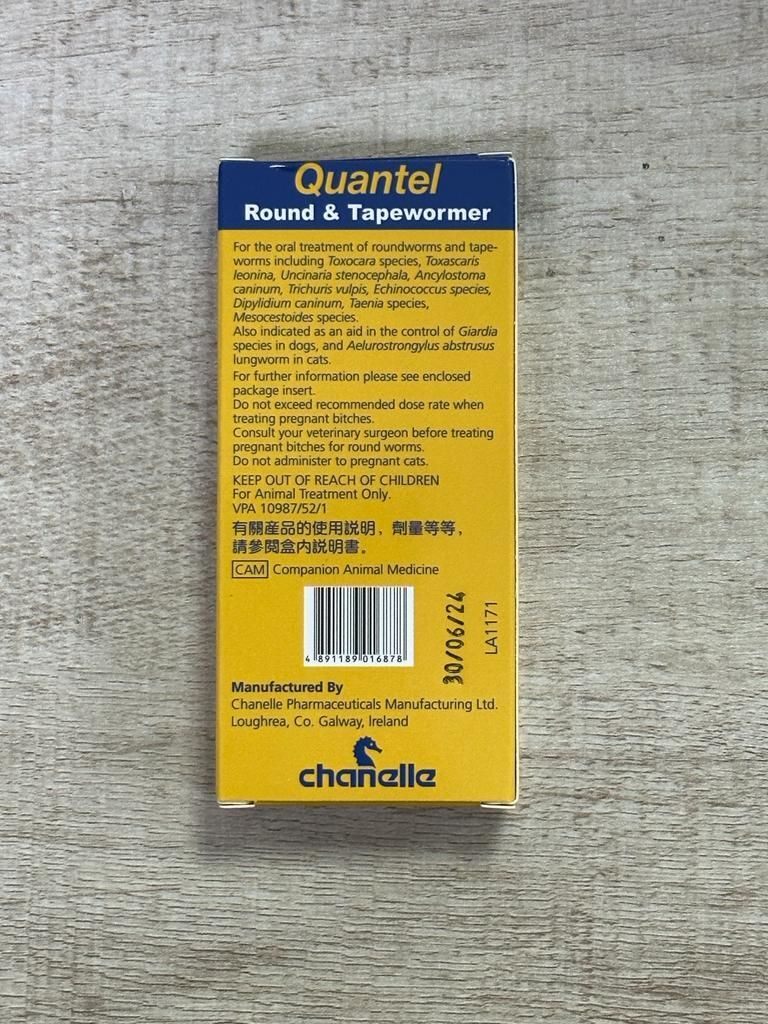 Quantel
Round & Tapewormer
For the oral treatment of roundworms and tape-
worms including Toxocara species, Toxascaris
leonina, Uncinaria stenocephala, Ancylostoma
caninum, Trichuris vulpis, Echinococcus species,
Dipylidium caninum, Taenia species,
Mesocestoides species.
Also indicated as an aid in the control of Giardia
species in dogs, and Aelurostrongylus abstrusus
lungworm in cats.
For further information please see enclosed
package insert.
Do not exceed recommended dose rate when
treating pregnant bitches.
Consult your veterinary surgeon before treating
pregnant bitches for round worms.
Do not administer to pregnant cats.
KEEP OUT OF REACH OF CHILDREN
For Animal Treatment Only.
VPA 10987/52/1
有關產品的使用説明，劑量等等，
請參閱盒内説明書。
CAM Companion Animal Medicine
4 891189 016878
30/06/24
LA1171
Manufactured By
Chanelle Pharmaceuticals Manufacturing Ltd.
Loughrea, Co. Galway, Ireland
chanelle